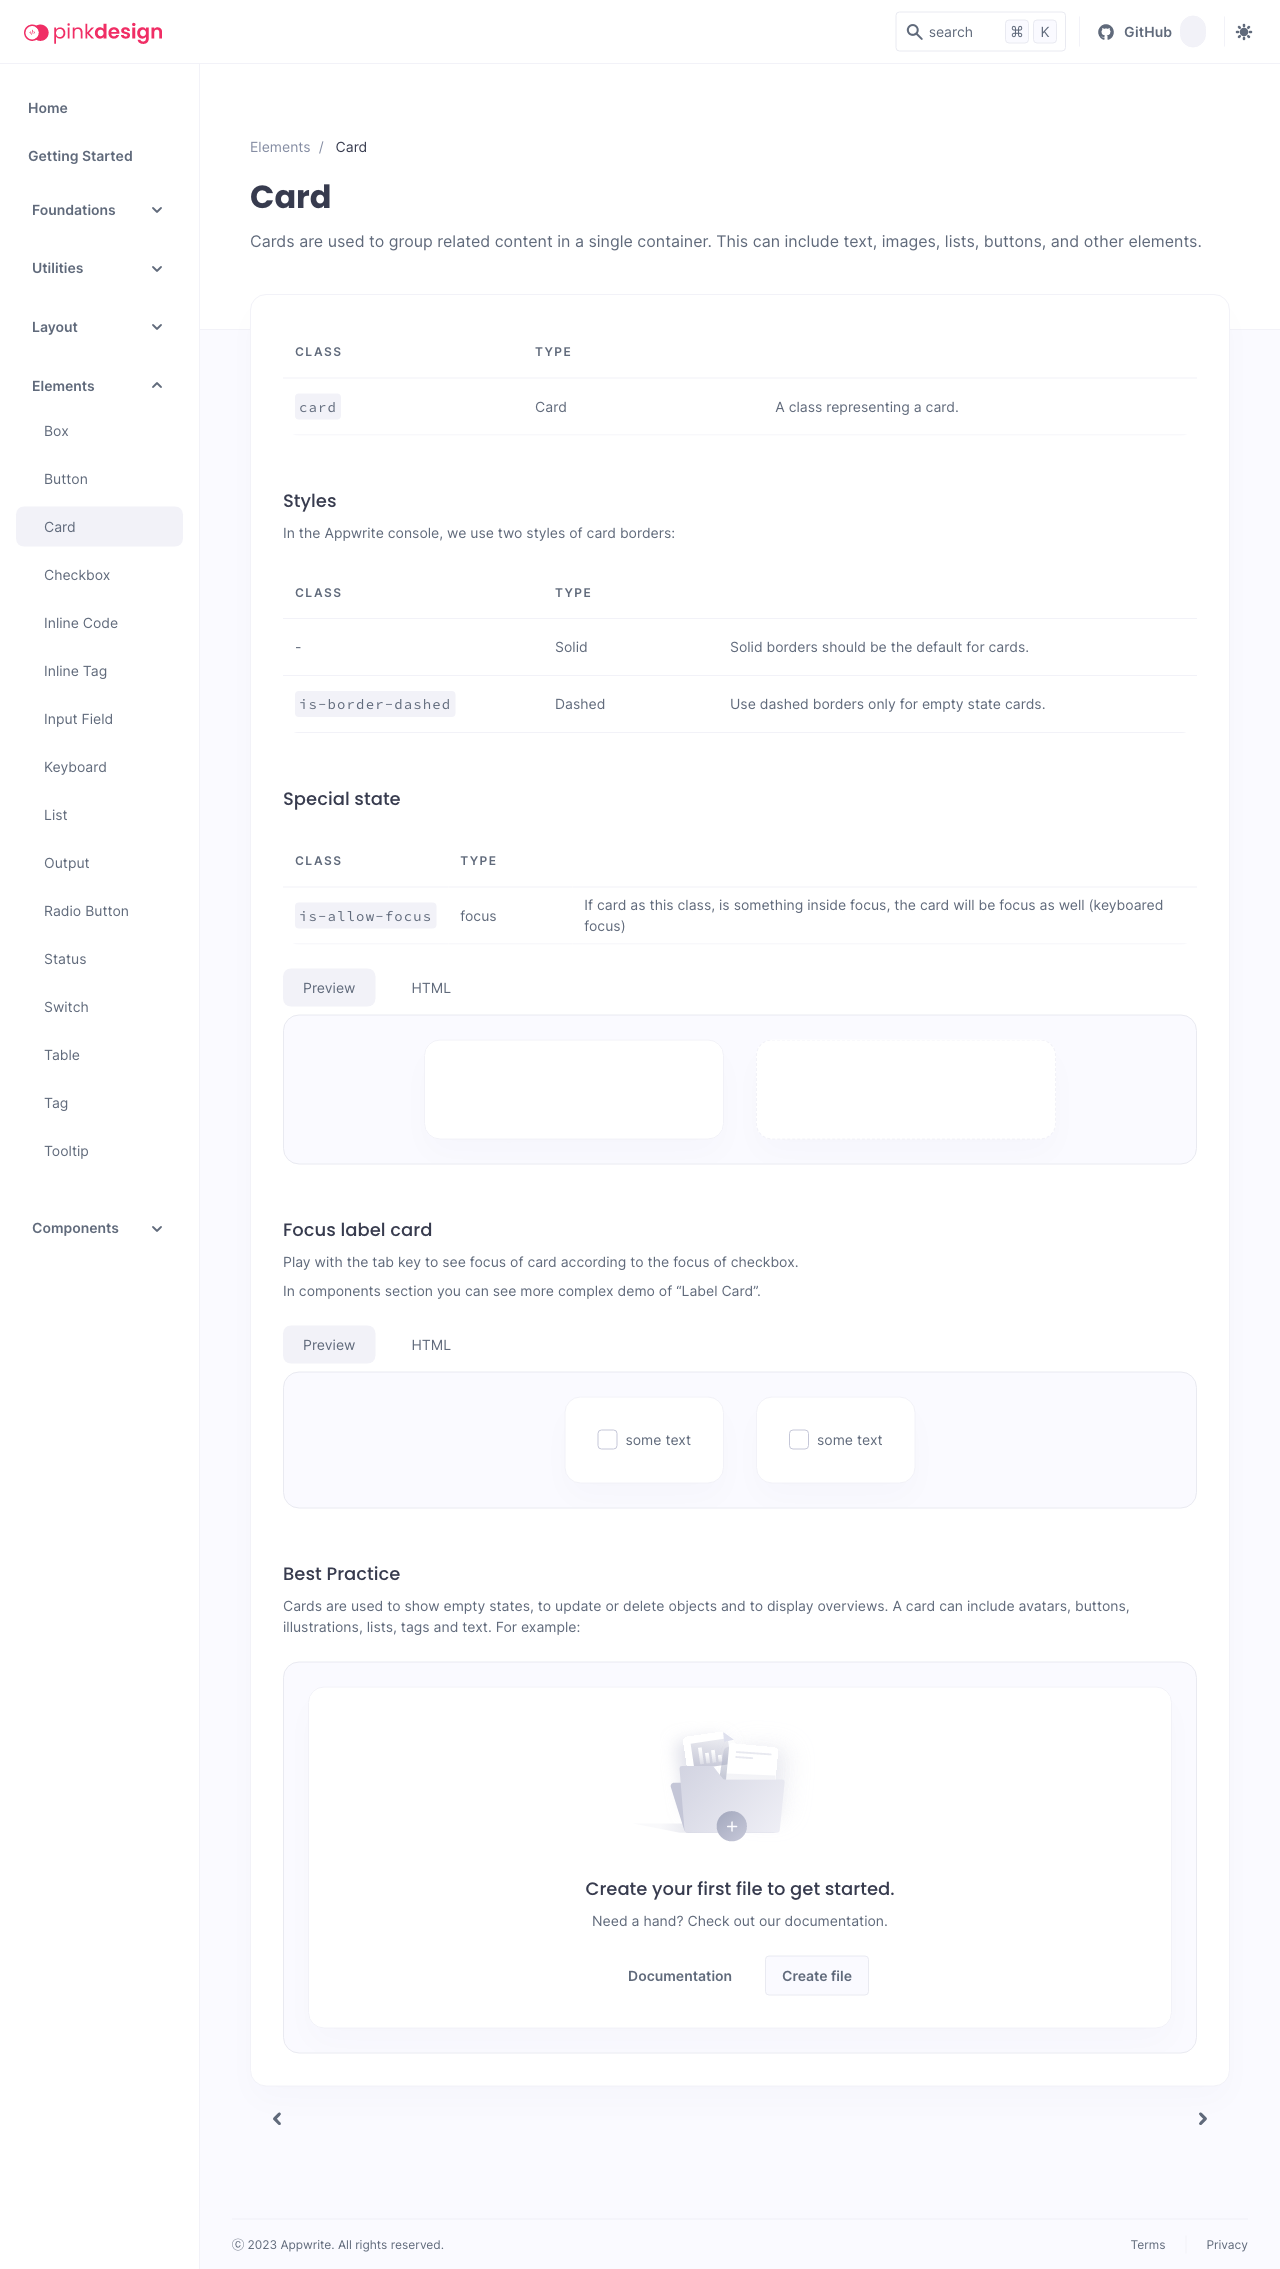 pinkdesign
search
⌘ K
GitHub
Home
Getting Started
Foundations
Utilities
Layout
Elements
Box
Button
Card
Checkbox
Inline Code
Inline Tag
Input Field
Keyboard
List
Output
Radio Button
Status
Switch
Table
Tag
Tooltip
Components
Elements / Card
Card
Cards are used to group related content in a single container. This can include text, images, lists, buttons, and other elements.
CLASS TYPE
card Card A class representing a card.
Styles
In the Appwrite console, we use two styles of card borders:
CLASS TYPE
- Solid Solid borders should be the default for cards.
is-border-dashed Dashed Use dashed borders only for empty state cards.
Special state
CLASS TYPE
is-allow-focus focus If card as this class, is something inside focus, the card will be focus as well (keyboared
focus)
Preview HTML
Focus label card
Play with the tab key to see focus of card according to the focus of checkbox.
In components section you can see more complex demo of “Label Card”.
Preview HTML
some text some text
Best Practice
Cards are used to show empty states, to update or delete objects and to display overviews. A card can include avatars, buttons,
illustrations, lists, tags and text. For example:
Create your first file to get started.
Need a hand? Check out our documentation.
Documentation Create file
ⓒ 2023 Appwrite. All rights reserved.
Terms Privacy